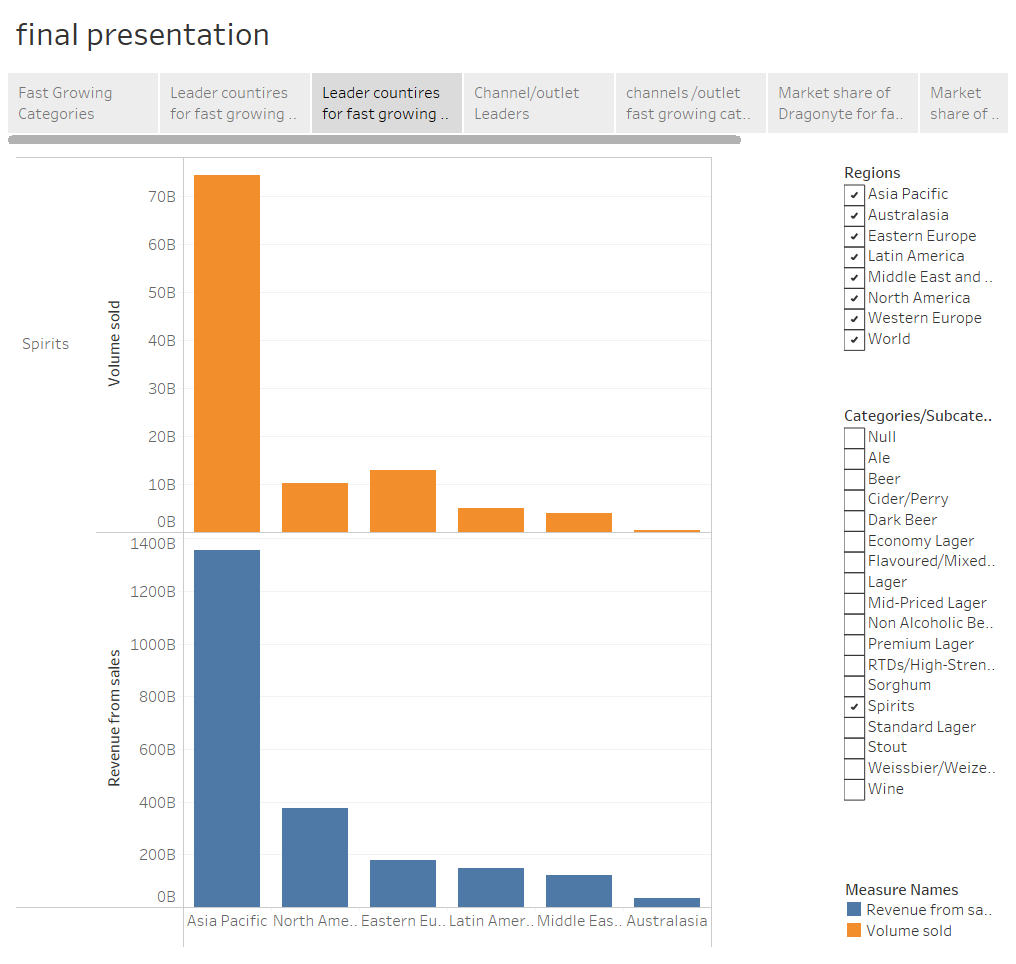 final presentation
Fast Growing
Categories
Leader countires
for fast growing ..
Leader countires
for fast growing ..
Channel/outlet
Leaders
channels /outlet
fast growing cat..
Market share of
Dragonyte for fa..
Market
share of ..
Spirits
Volume sold
70B
60B
50B
40B
30B
20B
10B
0B
Revenue from sales
1400B
1200B
1000B
800B
600B
400B
200B
0B
Asia Pacific North Ame.. Eastern Eu.. Latin Amer.. Middle Eas.. Australasia
Regions
Asia Pacific
Australasia
Eastern Europe
Latin America
Middle East and ..
North America
Western Europe
World
Categories/Subcate..
Null
Ale
Beer
Cider/Perry
Dark Beer
Economy Lager
Flavoured/Mixed..
Lager
Mid-Priced Lager
Non Alcoholic Be..
Premium Lager
RTDs/High-Stren..
Sorghum
Spirits
Standard Lager
Stout
Weissbier/Weize..
Wine
Measure Names
Revenue from sa..
Volume sold